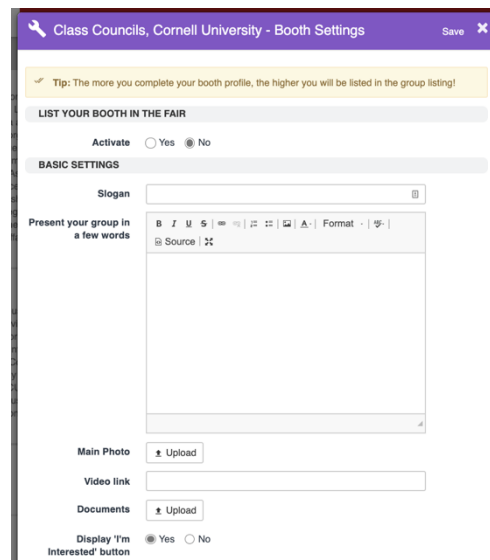 Class Councils, Cornell University - Booth Settings Save ×
Tip: The more you complete your booth profile, the higher you will be listed in the group listing!
LIST YOUR BOOTH IN THE FAIR
Activate Yes No
BASIC SETTINGS
Slogan
Present your group in
a few words
B I U S A Format
Source
Main Photo Upload
Video link
Documents Upload
Display 'I'm
Interested' button Yes No